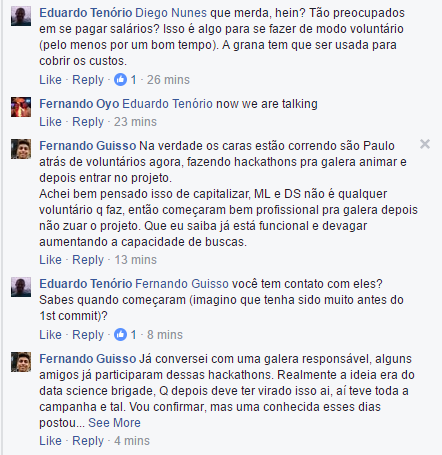 Eduardo Tenório Diego Nunes que merda, hein? Tão preocupados
em se pagar salários? Isso é algo para se fazer de modo voluntário
(pelo menos por um bom tempo). A grana tem que ser usada para
cobrir os custos.
Like · Reply · 1 · 26 mins
Fernando Oyo Eduardo Tenório now we are talking
Like · Reply · 23 mins
Fernando Guisso Na verdade os caras estão correndo são Paulo
atrás de voluntários agora, fazendo hackathons pra galera animar e
depois entrar no projeto.
Achei bem pensado isso de capitalizar, ML e DS não é qualquer
voluntário q faz, então começaram bem profissional pra galera depois
não zuar o projeto. Que eu saiba já está funcional e devagar
aumentando a capacidade de buscas.
Like · Reply · 13 mins
Eduardo Tenório Fernando Guisso você tem contato com eles?
Sabes quando começaram (imagino que tenha sido muito antes do
1st commit)?
Like · Reply · 1 · 8 mins
Fernando Guisso Já conversei com uma galera responsável, alguns
amigos já participaram dessas hackathons. Realmente a ideia era do
data science brigade, Q depois deve ter virado isso ai, aí teve toda a
campanha e tal. Vou confirmar, mas uma conhecida esses dias
postou... See More
Like · Reply · 4 mins